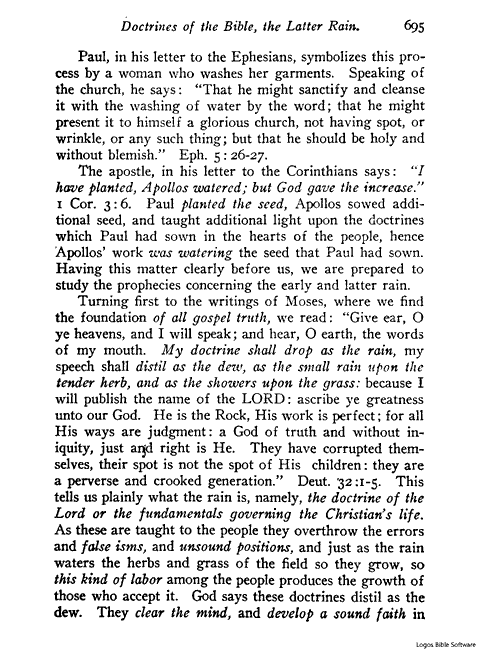 Doctrines of the Bible, the Latter Rain. 695
Paul, in his letter to the Ephesians, symbolizes this pro-
cess by a woman who washes her garments. Speaking of
the church, he says: "That he might sanctify and cleanse
it with the washing of water by the word; that he might
present it to himself a glorious church, not having spot, or
wrinkle, or any such thing; but that he should be holy and
without blemish." Eph. 5:26-27.
The apostle, in his letter to the Corinthians says: "I
have planted, Apollos watered; but God gave the increase."
1 Cor. 3:6. Paul planted the seed, Apollos sowed addi-
tional seed, and taught additional light upon the doctrines
which Paul had sown in the hearts of the people, hence
Apollos' work was watering the seed that Paul had sown.
Having this matter clearly before us, we are prepared to
study the prophecies concerning the early and latter rain.
Turning first to the writings of Moses, where we find
the foundation of all gospel truth, we read: "Give ear, O
ye heavens, and I will speak; and hear, O earth, the words
of my mouth. My doctrine shall drop as the rain, my
speech shall distil as the dew, as the small rain upon the
tender herb, and as the showers upon the grass: because I
will publish the name of the LORD: ascribe ye greatness
unto our God. He is the Rock, His work is perfect; for all
His ways are judgment: a God of truth and without in-
iquity, just and right is He. They have corrupted them-
selves, their spot is not the spot of His children: they are
a perverse and crooked generation." Deut. 32:1-5. This
tells us plainly what the rain is, namely, the doctrine of the
Lord or the fundamentals governing the Christian's life.
As these are taught to the people they overthrow the errors
and false isms, and unsound positions, and just as the rain
waters the herbs and grass of the field so they grow, so
this kind of labor among the people produces the growth of
those who accept it. God says these doctrines distil as the
dew. They clear the mind, and develop a sound faith in
Logos Bible Software